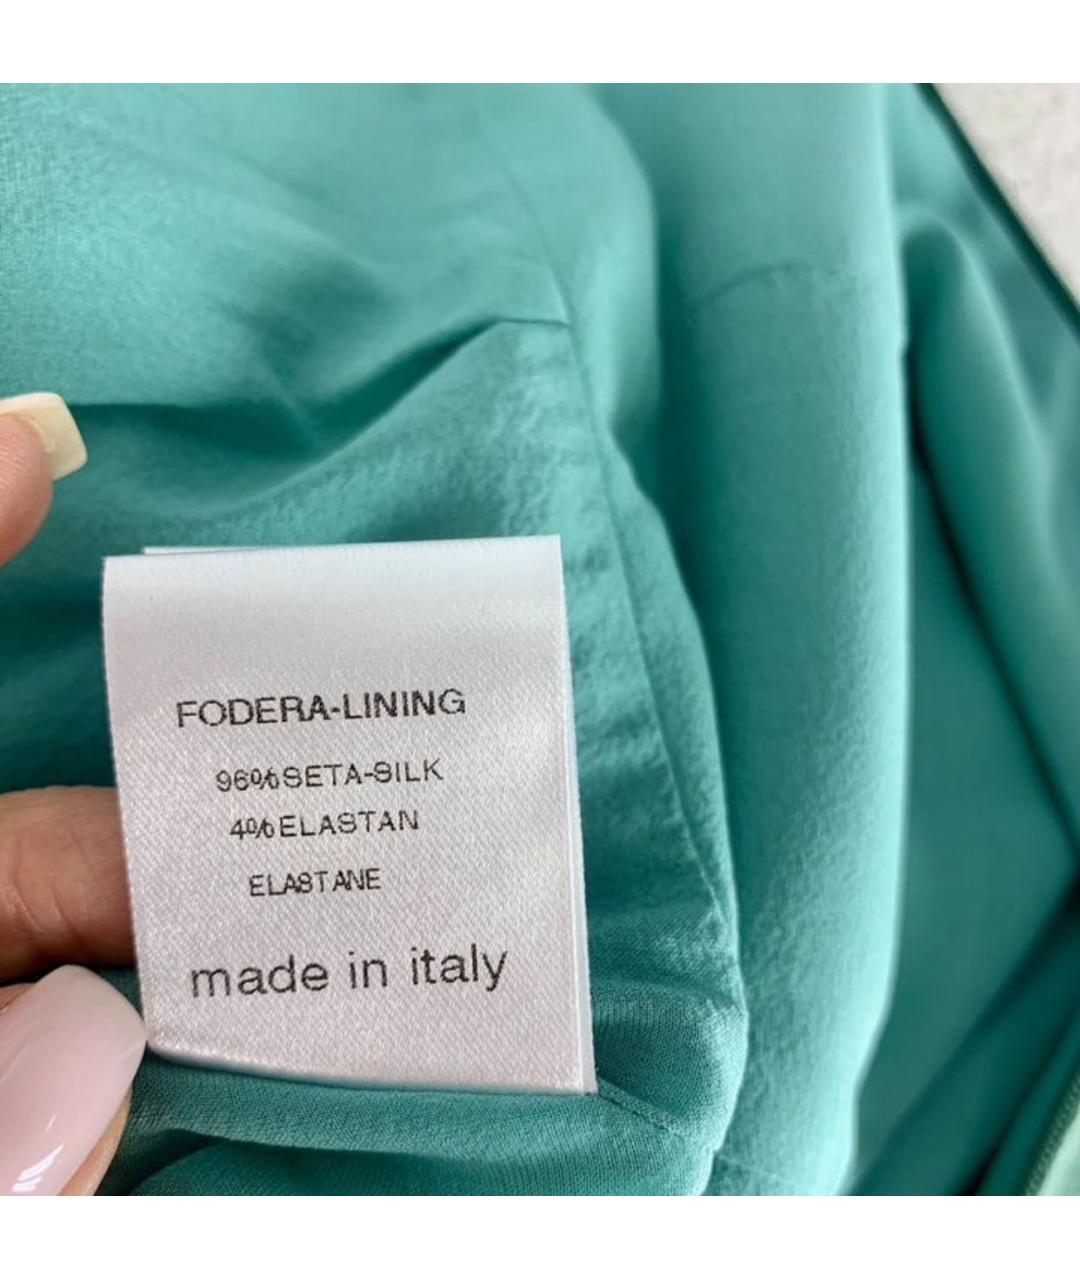 FODERA-LINING
96%SETA-SILK
4%ELASTAN
ELASTANE
made in italy